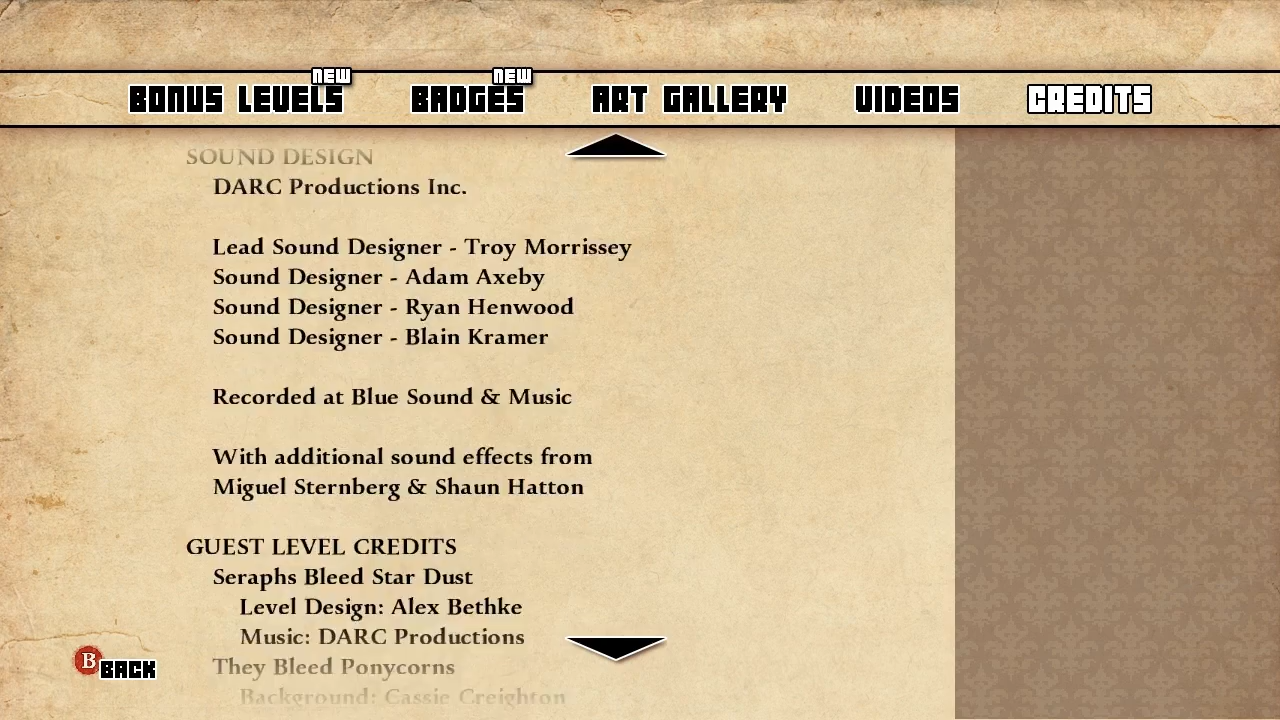 NEW NEW
BONUS LEVELS BADGES ART GALLERY VIDEOS CREDITS
SOUND DESIGN
DARC Productions Inc.
Lead Sound Designer - Troy Morrissey
Sound Designer - Adam Axeby
Sound Designer - Ryan Henwood
Sound Designer - Blain Kramer
Recorded at Blue Sound & Music
With additional sound effects from
Miguel Sternberg & Shaun Hatton
GUEST LEVEL CREDITS
Seraphs Bleed Star Dust
Level Design: Alex Bethke
Music: DARC Productions
They Bleed Ponycorns
Background: Cassie Creighton
B BACK